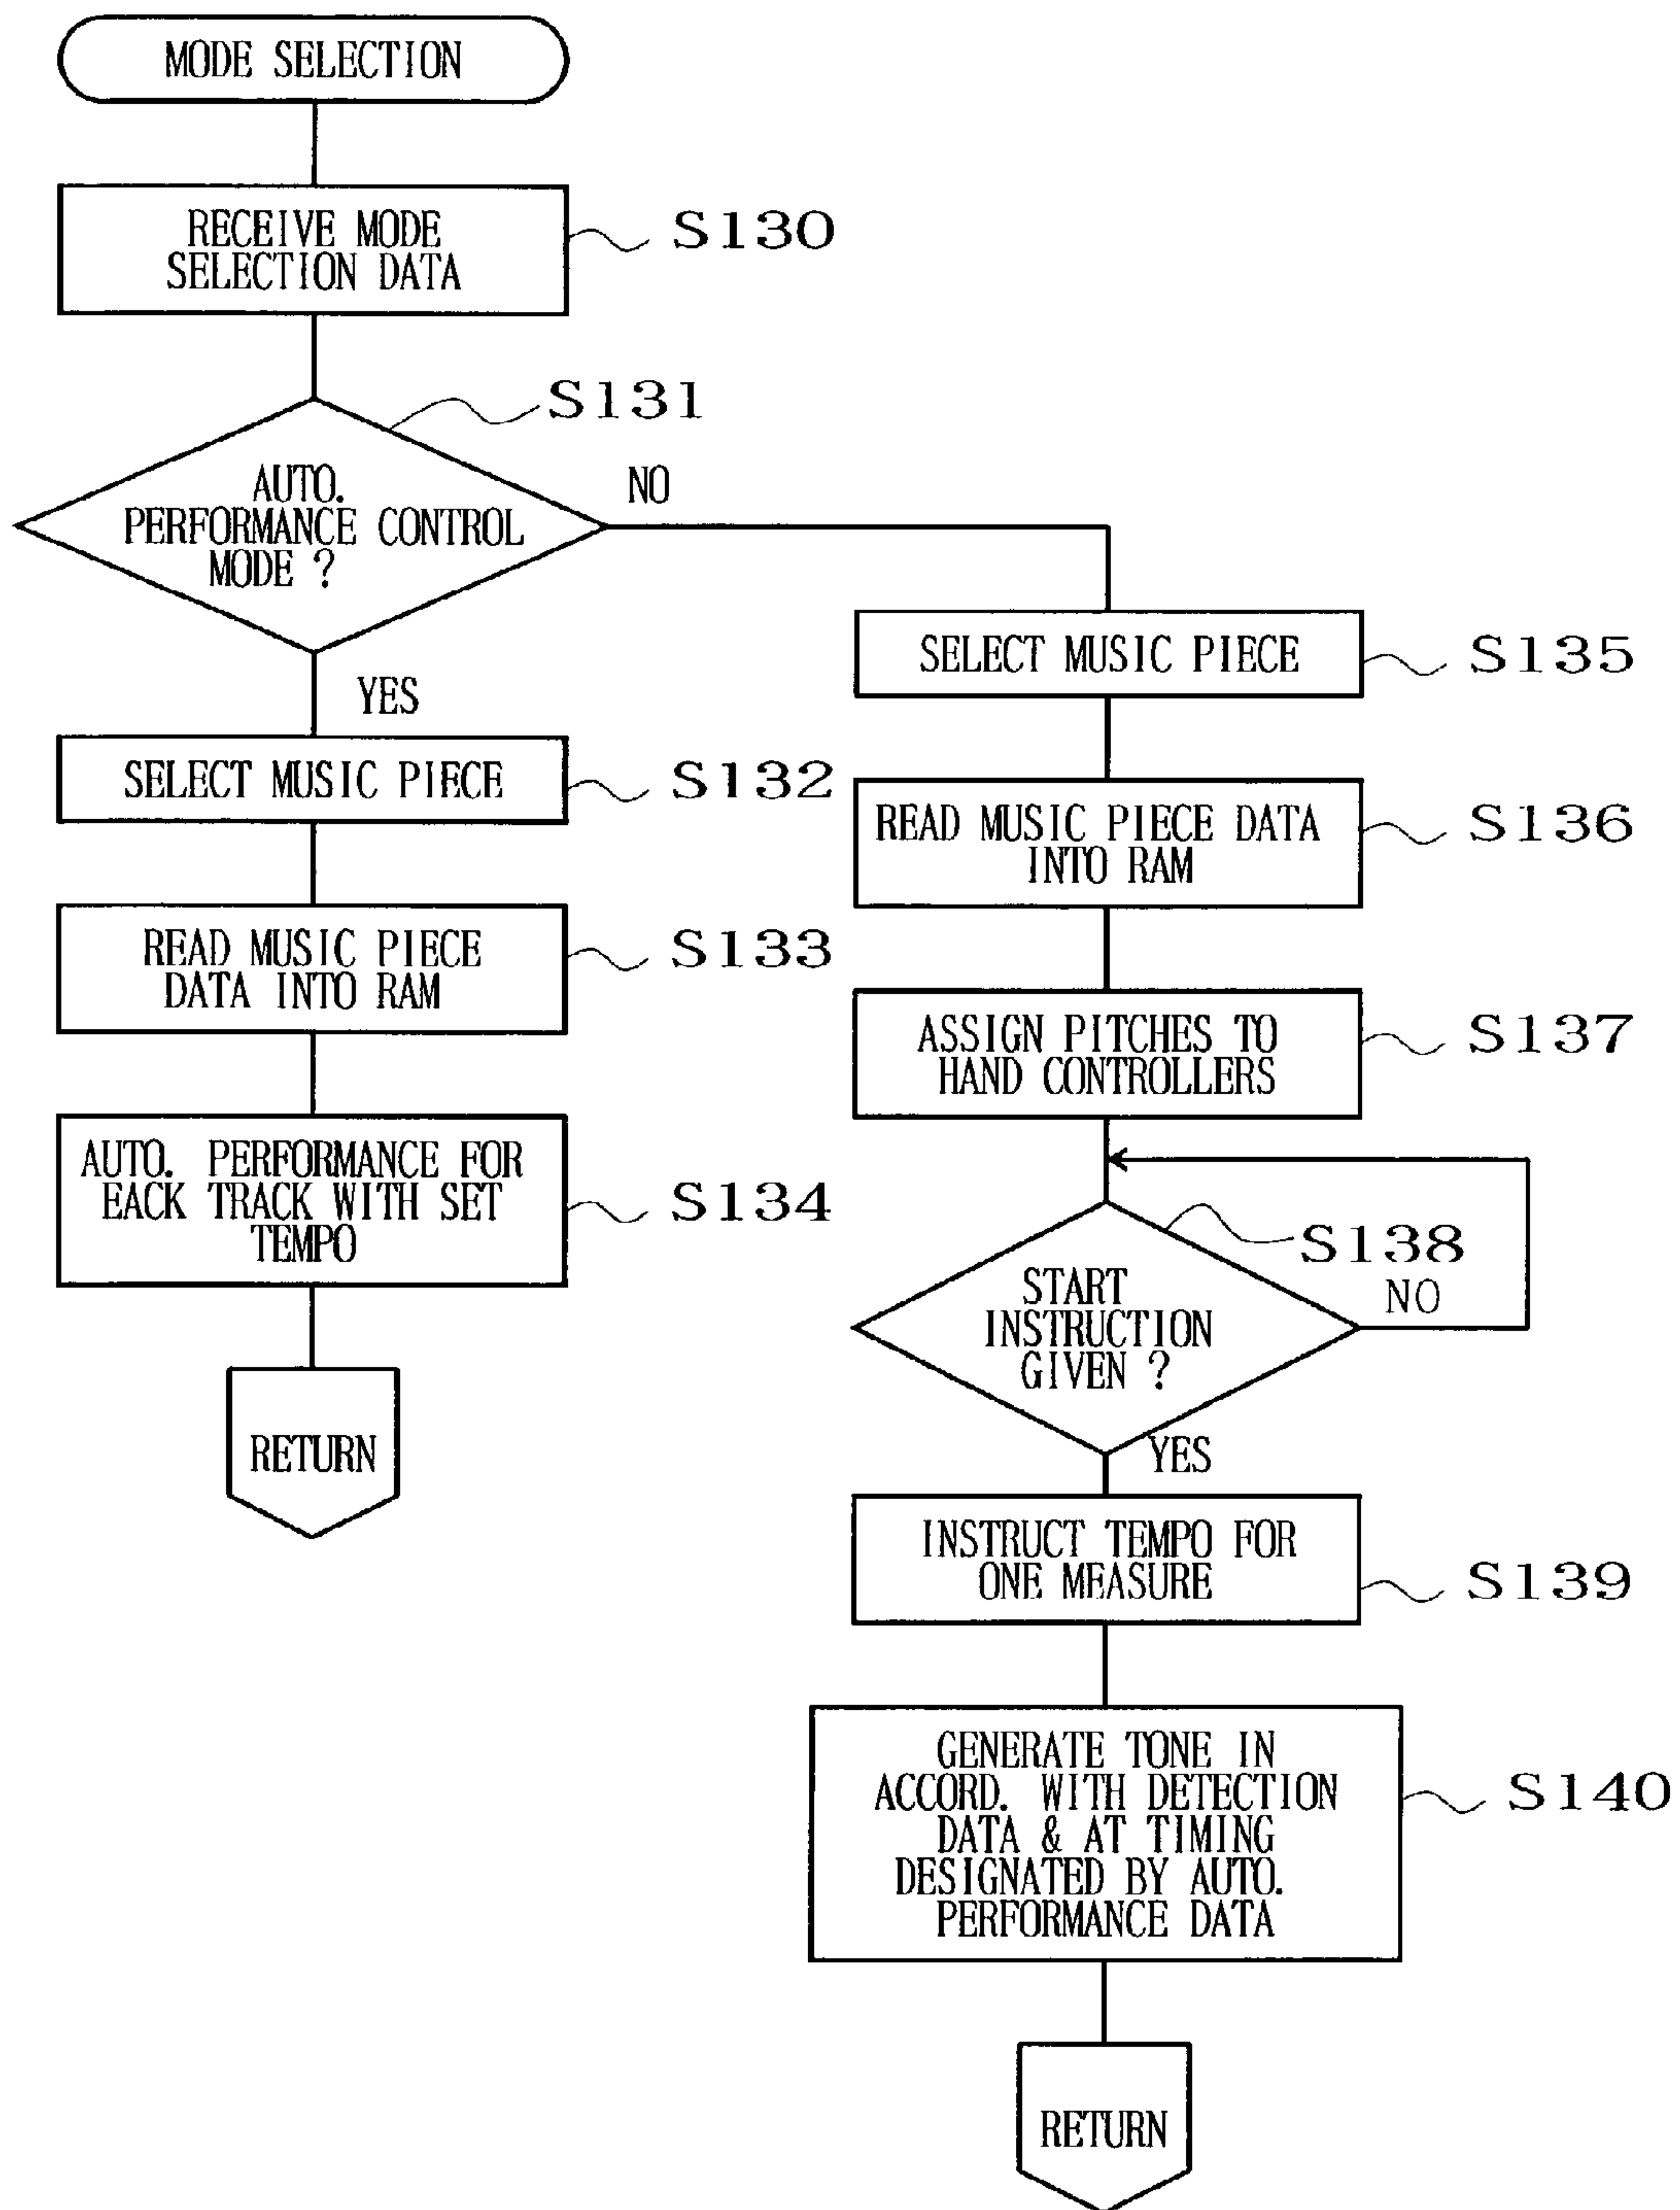 MODE SELECTION
RECEIVE MODE
SELECTION DATA
S130
S131
AUTO.
PERFORMANCE CONTROL
MODE ?
NO
YES
SELECT MUSIC PIECE
S132
READ MUSIC PIECE
DATA INTO RAM
S133
AUTO. PERFORMANCE FOR
EACK TRACK WITH SET
TEMPO
S134
RETURN
SELECT MUSIC PIECE
S135
READ MUSIC PIECE DATA
INTO RAM
S136
ASSIGN PITCHES TO
HAND CONTROLLERS
S137
S138
START
INSTRUCTION
GIVEN ?
NO
YES
INSTRUCT TEMPO FOR
ONE MEASURE
S139
GENERATE TONE IN
ACCORD. WITH DETECTION
DATA & AT TIMING
DESIGNATED BY AUTO.
PERFORMANCE DATA
S140
RETURN